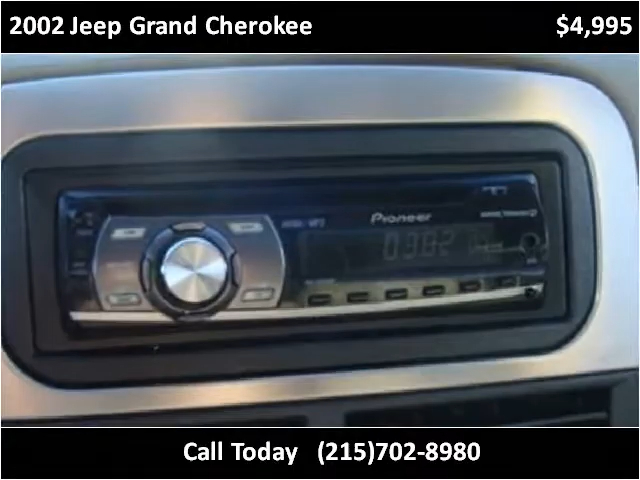 2002 Jeep Grand Cherokee $4,995
Pioneer
Call Today (215)702-8980